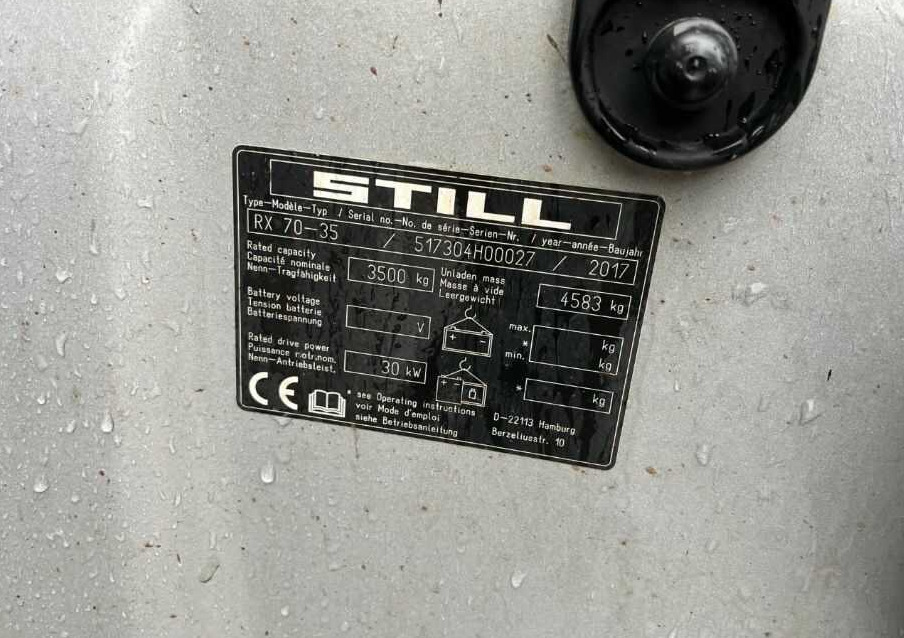 STILL
Type-Modèle-Typ / Serial no.-No. de série-Serien-Nr. / year-année-Baujahr
RX 70-35 / 517304H00027 / 2017
Rated capacity
Capacité nominale
Nenn-Tragfähigkeit
3500 kg
Unladen mass
Masse à vide
Leergewicht
4583 kg
Battery voltage
Tension batterie
Batteriespannung
V
+ -
max. kg
*
min. kg
Rated drive power
Puissance motr.nom.
Nenn-Antriebsleist.
30 kW
+ -
* kg
CE
* see Operating instructions
voir Mode d'emploi
siehe Betriebsanleitung
D-22113 Hamburg
Berzeliusstr. 10